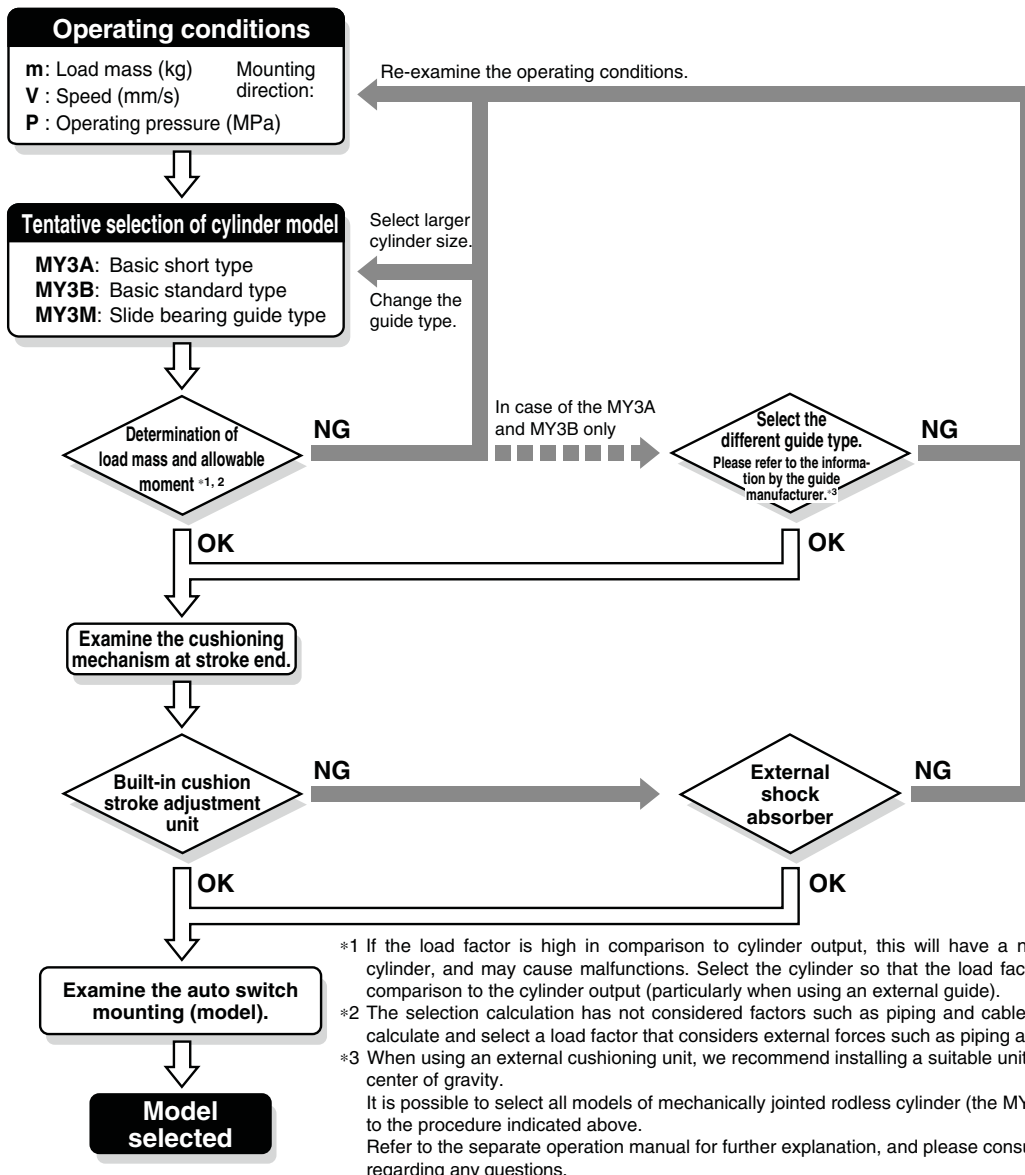 Operating conditions
m: Load mass (kg)
Mounting
direction:
V : Speed (mm/s)
P : Operating pressure (MPa)
Re-examine the operating conditions.
Tentative selection of cylinder model
MY3A: Basic short type
MY3B: Basic standard type
MY3M: Slide bearing guide type
Select larger
cylinder size.
Change the
guide type.
Determination of
load mass and allowable
moment *1, 2
NG
In case of the MY3A
and MY3B only
Select the
different guide type.
Please refer to the informa-
tion by the guide
manufacturer.*3
NG
OK
OK
Examine the cushioning
mechanism at stroke end.
Built-in cushion
stroke adjustment
unit
NG
External
shock
absorber
NG
OK
OK
Examine the auto switch
mounting (model).
Model
selected
*1 If the load factor is high in comparison to cylinder output, this will have a n
cylinder, and may cause malfunctions. Select the cylinder so that the load fac
comparison to the cylinder output (particularly when using an external guide).
*2 The selection calculation has not considered factors such as piping and cable
calculate and select a load factor that considers external forces such as piping a
*3 When using an external cushioning unit, we recommend installing a suitable unit
center of gravity.
It is possible to select all models of mechanically jointed rodless cylinder (the MY
to the procedure indicated above.
Refer to the separate operation manual for further explanation, and please consu
regarding any questions.